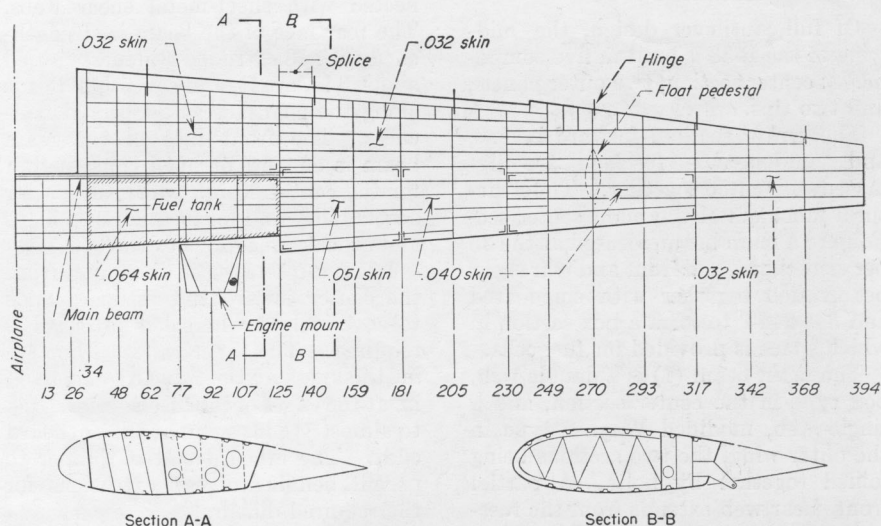 A B
.032 skin
Splice
.032 skin
Hinge
Float pedestal
Fuel tank
.064 skin
.051 skin
.040 skin
.032 skin
Main beam
Engine mount
Airplane
A B
.34
13 26 48 62 77 92 107 125 140 159 181 205 230 249 270 293 317 342 368 394
Section A-A
Section B-B